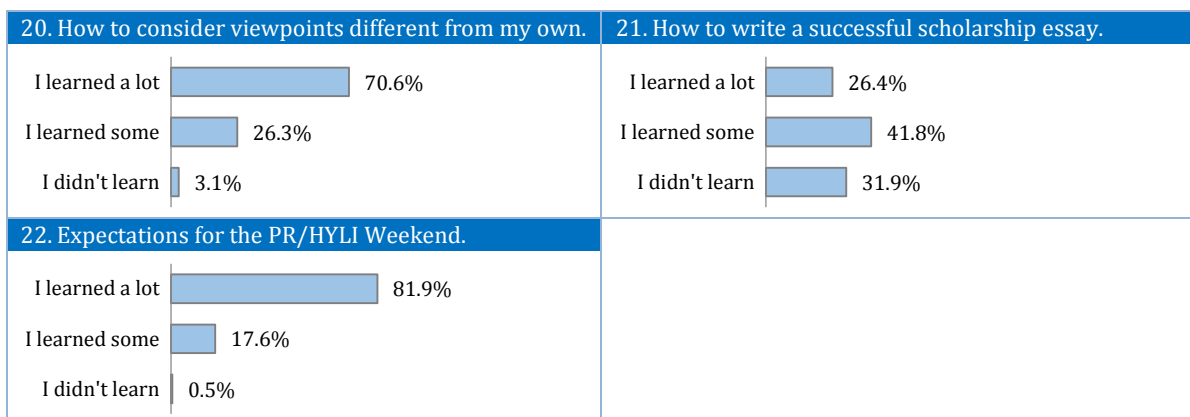 20. How to consider viewpoints different from my own.
I learned a lot 70.6%
I learned some 26.3%
I didn't learn 3.1%
21. How to write a successful scholarship essay.
I learned a lot 26.4%
I learned some 41.8%
I didn't learn 31.9%
22. Expectations for the PR/HYLI Weekend.
I learned a lot 81.9%
I learned some 17.6%
I didn't learn 0.5%